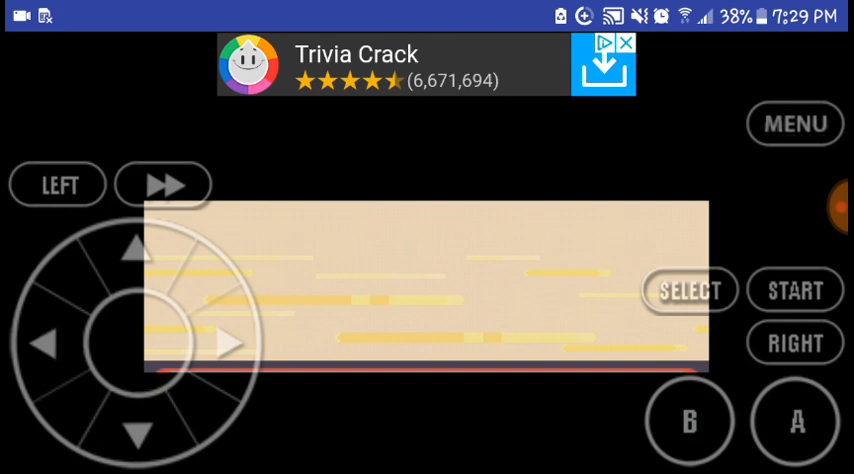 38% 7:29 PM
Trivia Crack
(6,671,694)
MENU
LEFT
SELECT
START
RIGHT
B
A